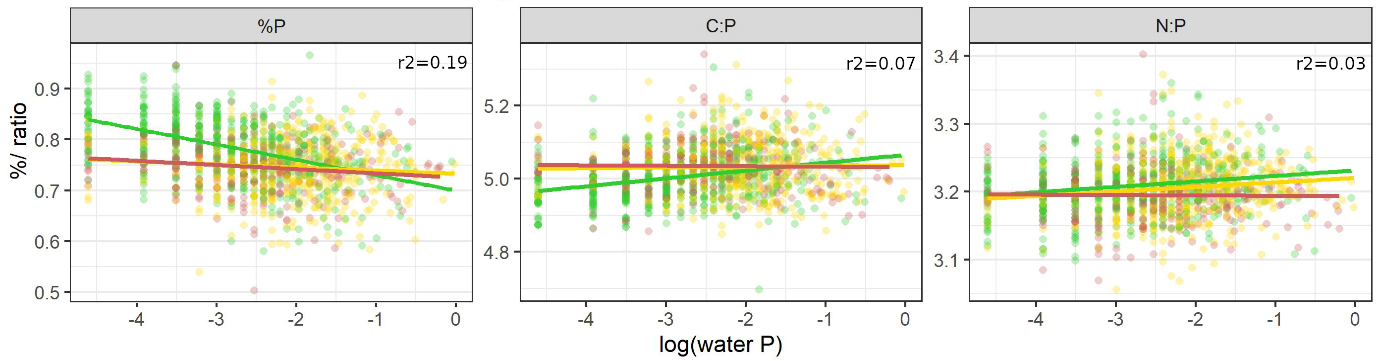 %P
C:P
N:P
r2=0.19
r2=0.07
r2=0.03
%/ ratio
0.9
0.8
0.7
0.6
0.5
5.2
5.0
4.8
3.4
3.3
3.2
3.1
-4 -3 -2 -1 0
-4 -3 -2 -1 0
-4 -3 -2 -1 0
log(water P)